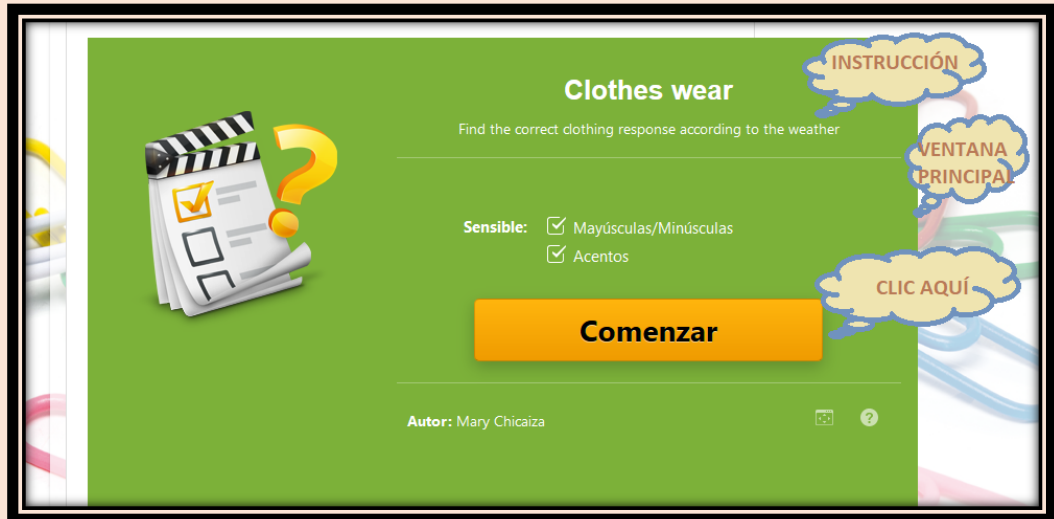 Clothes wear
INSTRUCCIÓN
Find the correct clothing response according to the weather
VENTANA
PRINCIPAL
Sensible: Mayúsculas/Minúsculas
Acentos
CLIC AQUÍ
Comenzar
Autor: Mary Chicaiza
?